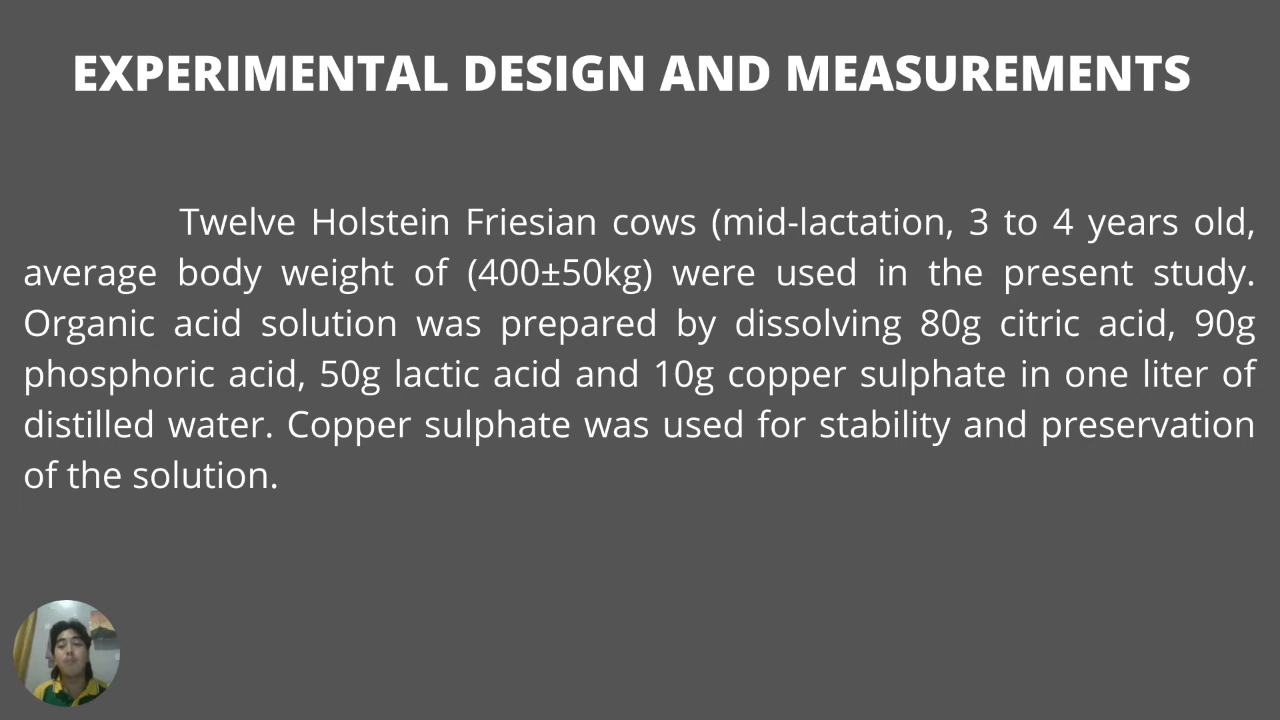 EXPERIMENTAL DESIGN AND MEASUREMENTS
Twelve Holstein Friesian cows (mid-lactation, 3 to 4 years old,
average body weight of (400±50kg) were used in the present study.
Organic acid solution was prepared by dissolving 80g citric acid, 90g
phosphoric acid, 50g lactic acid and 10g copper sulphate in one liter of
distilled water. Copper sulphate was used for stability and preservation
of the solution.